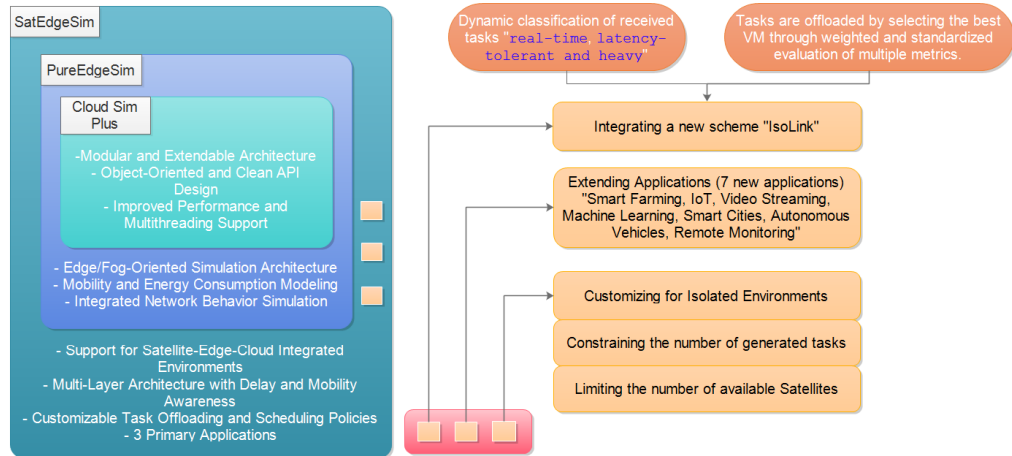 SatEdgeSim
PureEdgeSim
Cloud Sim
Plus
-Modular and Extendable Architecture
- Object-Oriented and Clean API
Design
- Improved Performance and
Multithreading Support
- Edge/Fog-Oriented Simulation Architecture
- Mobility and Energy Consumption Modeling
- Integrated Network Behavior Simulation
- Support for Satellite-Edge-Cloud Integrated
Environments
- Multi-Layer Architecture with Delay and Mobility
Awareness
- Customizable Task Offloading and Scheduling Policies
- 3 Primary Applications
Dynamic classification of received
tasks "real-time, latency-
tolerant and heavy"
Tasks are offloaded by selecting the best
VM through weighted and standardized
evaluation of multiple metrics.
Integrating a new scheme "IsoLink"
Extending Applications (7 new applications)
"Smart Farming, IoT, Video Streaming,
Machine Learning, Smart Cities, Autonomous
Vehicles, Remote Monitoring"
Customizing for Isolated Environments
Constraining the number of generated tasks
Limiting the number of available Satellites